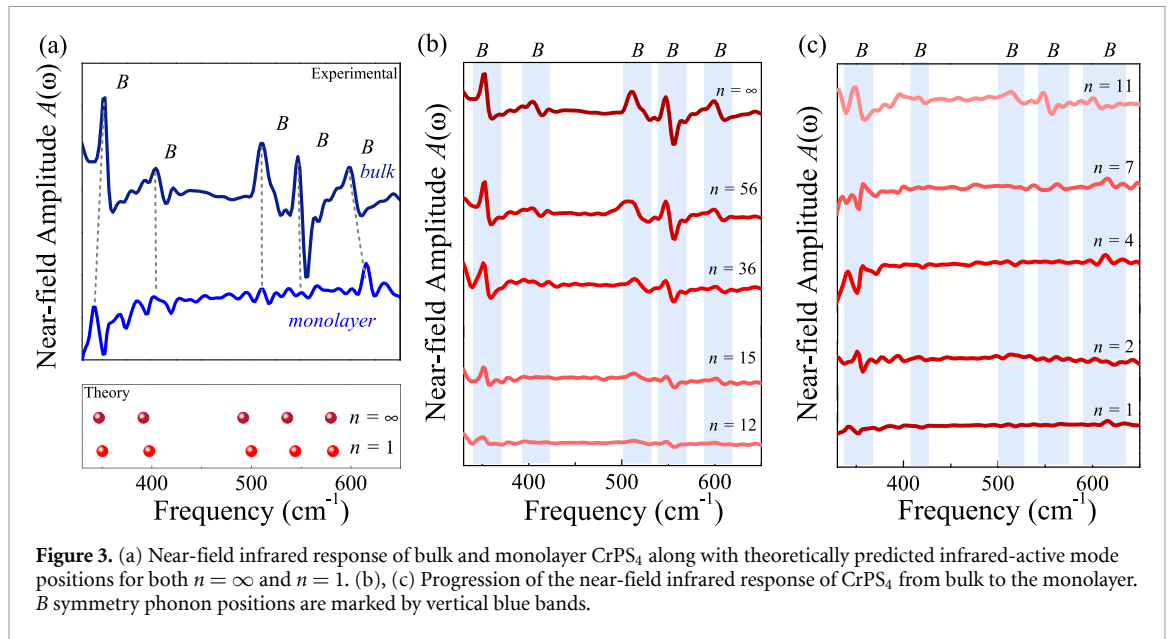 (a)
Near-field Amplitude A(ω)
Experimental
B
B
B
B
B
bulk
monolayer
Theory
n = ∞
n = 1
400 500 600
Frequency (cm⁻¹)
(b)
B B B B B
Near-field Amplitude A(ω)
n = ∞
n = 56
n = 36
n = 15
n = 12
400 500 600
Frequency (cm⁻¹)
(c)
B B B B B
Near-field Amplitude A(ω)
n = 11
n = 7
n = 4
n = 2
n = 1
400 500 600
Frequency (cm⁻¹)
Figure 3. (a) Near-field infrared response of bulk and monolayer CrPS₄ along with theoretically predicted infrared-active mode
positions for both n = ∞ and n = 1. (b), (c) Progression of the near-field infrared response of CrPS₄ from bulk to the monolayer.
B symmetry phonon positions are marked by vertical blue bands.